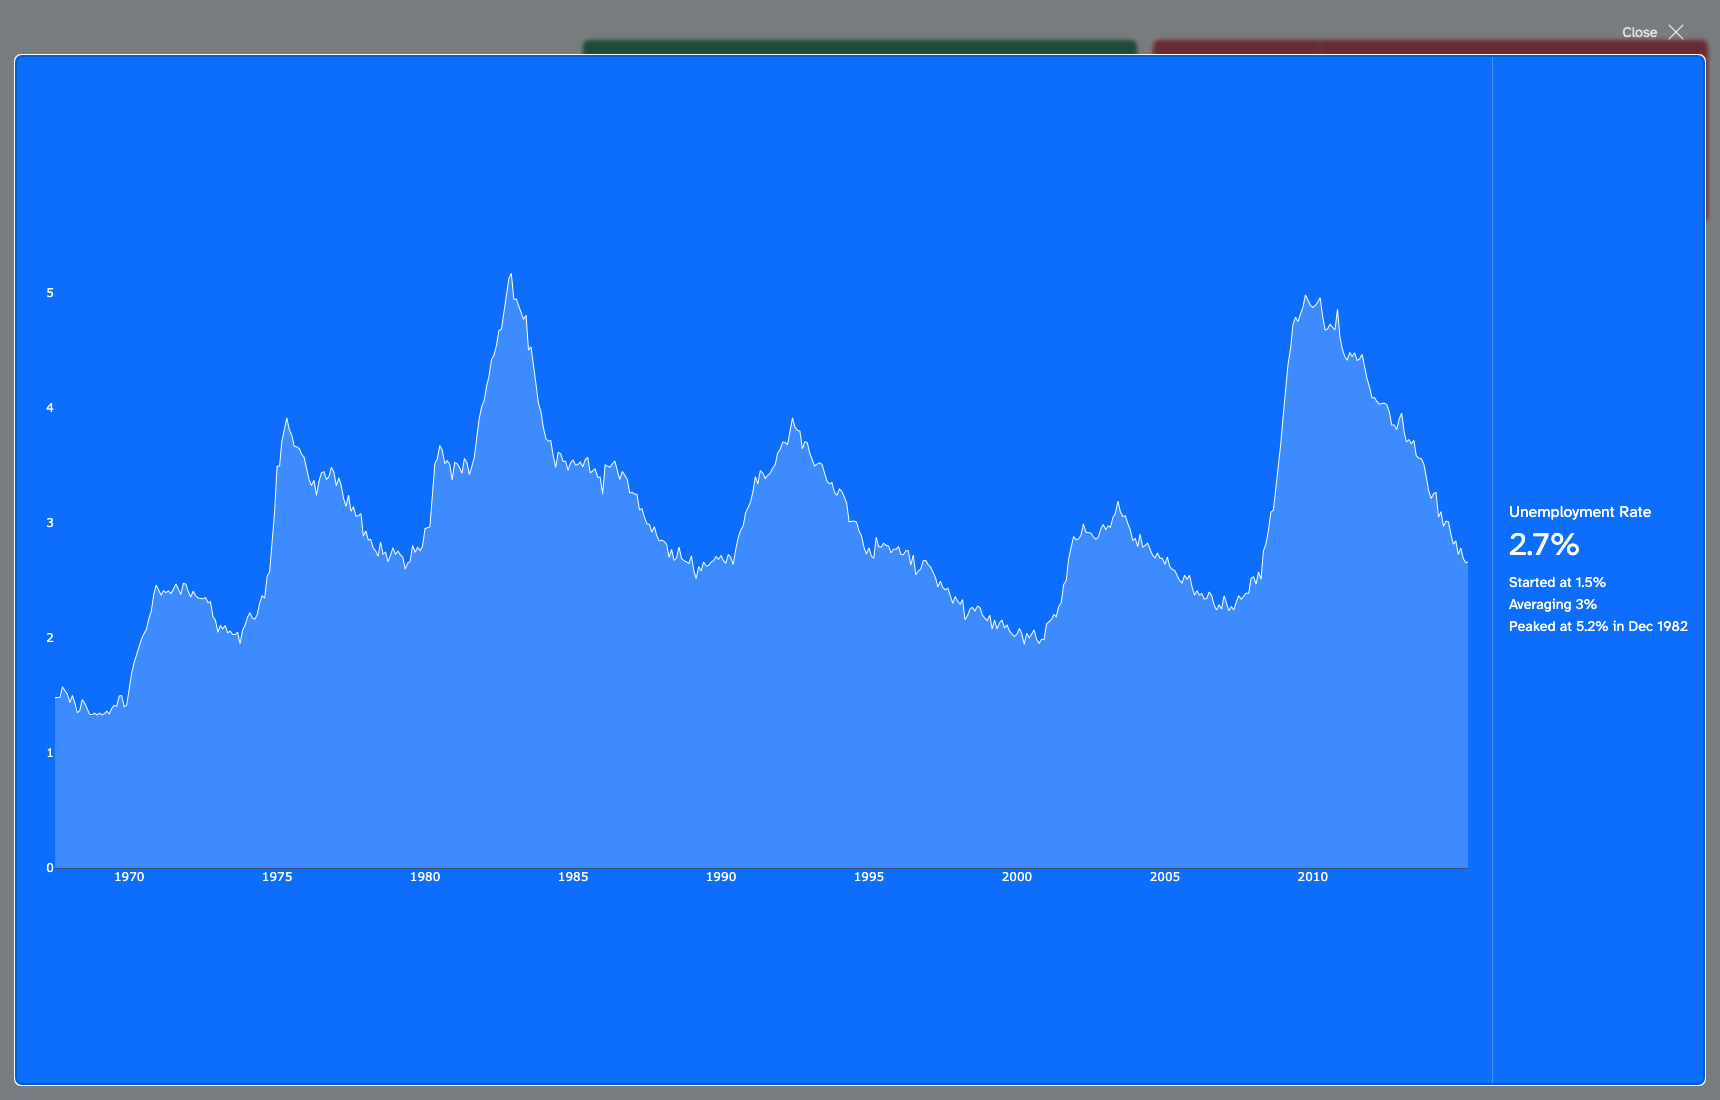 Close
5
4
3
2
1
0
1970 1975 1980 1985 1990 1995 2000 2005 2010
Unemployment Rate
2.7%
Started at 1.5%
Averaging 3%
Peaked at 5.2% in Dec 1982